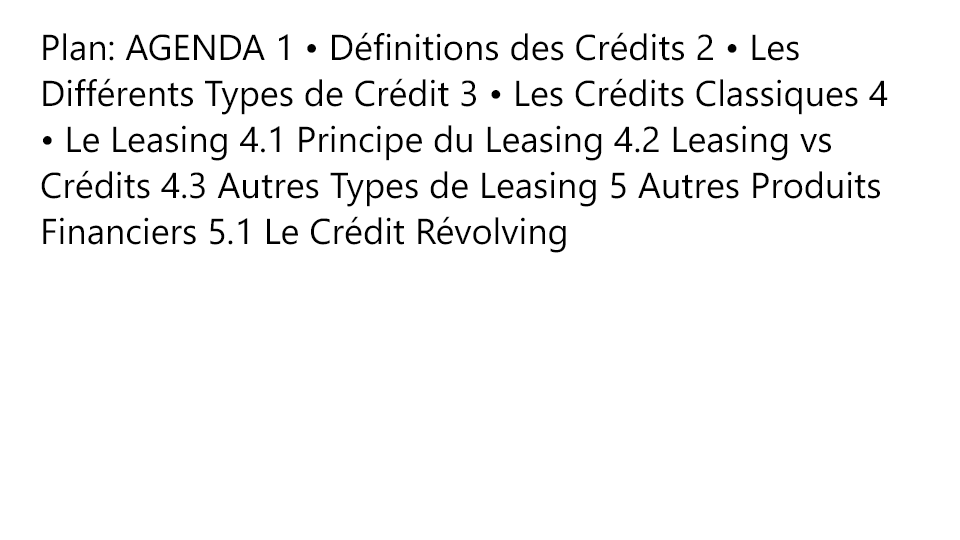 Plan: AGENDA 1 • Définitions des Crédits 2 • Les
Différents Types de Crédit 3 • Les Crédits Classiques 4
• Le Leasing 4.1 Principe du Leasing 4.2 Leasing vs
Crédits 4.3 Autres Types de Leasing 5 Autres Produits
Financiers 5.1 Le Crédit Révolving